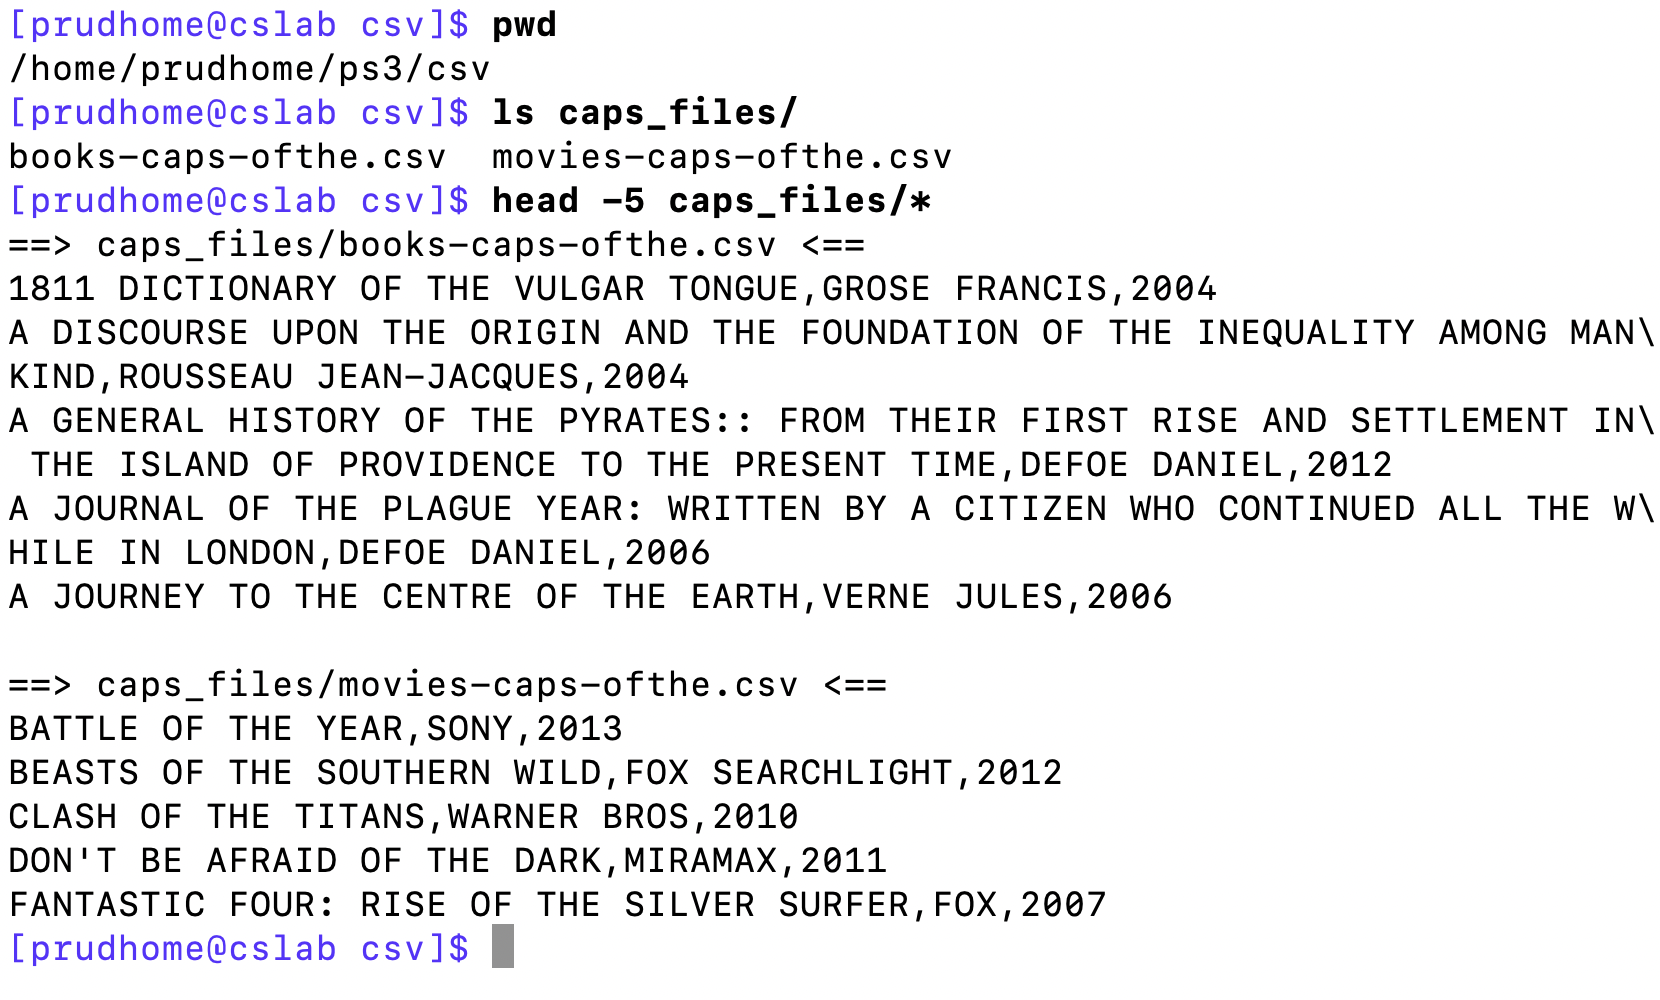 [prudhome@cslab csv]$ pwd
/home/prudhome/ps3/csv
[prudhome@cslab csv]$ ls caps_files/
books-caps-ofthe.csv  movies-caps-ofthe.csv
[prudhome@cslab csv]$ head -5 caps_files/*
==> caps_files/books-caps-ofthe.csv <==
1811 DICTIONARY OF THE VULGAR TONGUE,GROSE FRANCIS,2004
A DISCOURSE UPON THE ORIGIN AND THE FOUNDATION OF THE INEQUALITY AMONG MAN\
KIND,ROUSSEAU JEAN-JACQUES,2004
A GENERAL HISTORY OF THE PYRATES:: FROM THEIR FIRST RISE AND SETTLEMENT IN\
 THE ISLAND OF PROVIDENCE TO THE PRESENT TIME,DEFOE DANIEL,2012
A JOURNAL OF THE PLAGUE YEAR: WRITTEN BY A CITIZEN WHO CONTINUED ALL THE W\
HILE IN LONDON,DEFOE DANIEL,2006
A JOURNEY TO THE CENTRE OF THE EARTH,VERNE JULES,2006

==> caps_files/movies-caps-ofthe.csv <==
BATTLE OF THE YEAR,SONY,2013
BEASTS OF THE SOUTHERN WILD,FOX SEARCHLIGHT,2012
CLASH OF THE TITANS,WARNER BROS,2010
DON'T BE AFRAID OF THE DARK,MIRAMAX,2011
FANTASTIC FOUR: RISE OF THE SILVER SURFER,FOX,2007
[prudhome@cslab csv]$